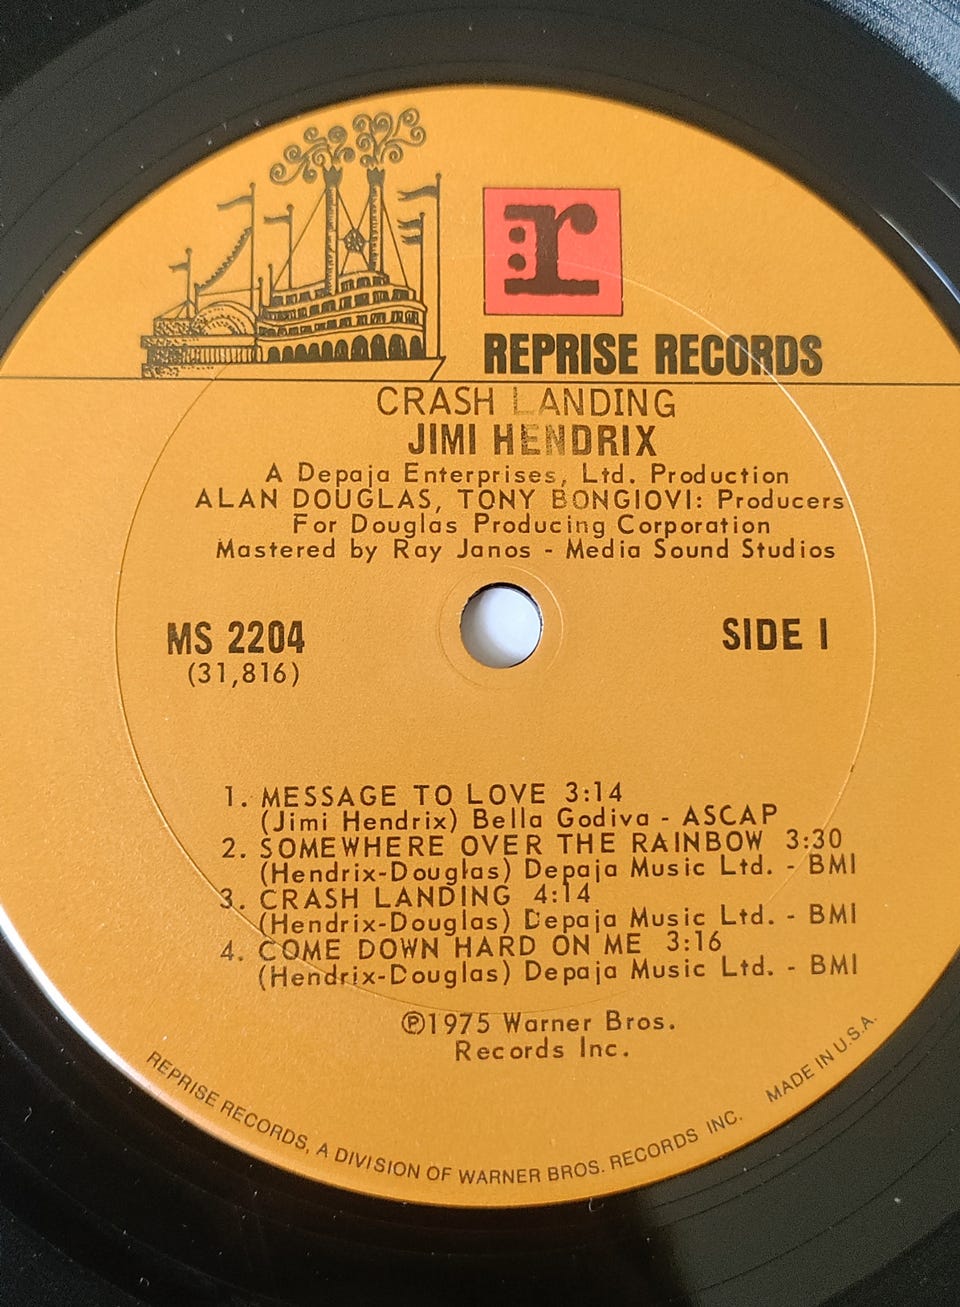 r
REPRISE RECORDS
CRASH LANDING
JIMI HENDRIX
A Depaja Enterprises, Ltd. Production
ALAN DOUGLAS, TONY BONGIOVI: Producers
For Douglas Producing Corporation
Mastered by Ray Janos - Media Sound Studios
MS 2204
(31,816)
SIDE 1
1. MESSAGE TO LOVE 3:14
(Jimi Hendrix) Bella Godiva - ASCAP
2. SOMEWHERE OVER THE RAINBOW 3:30
(Hendrix-Douglas) Depaja Music Ltd. - BMI
3. CRASH LANDING 4:14
(Hendrix-Douglas) Depaja Music Ltd. - BMI
4. COME DOWN HARD ON ME 3:16
(Hendrix-Douglas) Depaja Music Ltd. - BMI
℗1975 Warner Bros.
Records Inc.
REPRISE RECORDS, A DIVISION OF WARNER BROS. RECORDS INC. MADE IN U.S.A.